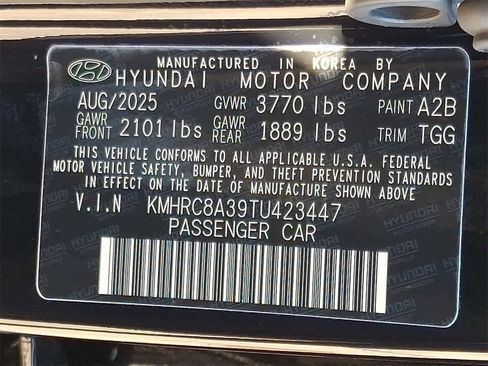 MANUFACTURED IN KOREA BY
HYUNDAI MOTOR COMPANY
AUG/2025 GVWR 3770 lbs PAINT A2B
GAWR FRONT 2101 lbs GAWR REAR 1889 lbs TRIM TGG
THIS VEHICLE CONFORMS TO ALL APPLICABLE U.S.A. FEDERAL
MOTOR VEHICLE SAFETY, BUMPER, AND THEFT PREVENTION STANDARDS
IN EFFECT ON THE DATE OF MANUFACTURE SHOWN ABOVE
V.I.N KMHRC8A39TU423447
PASSENGER CAR